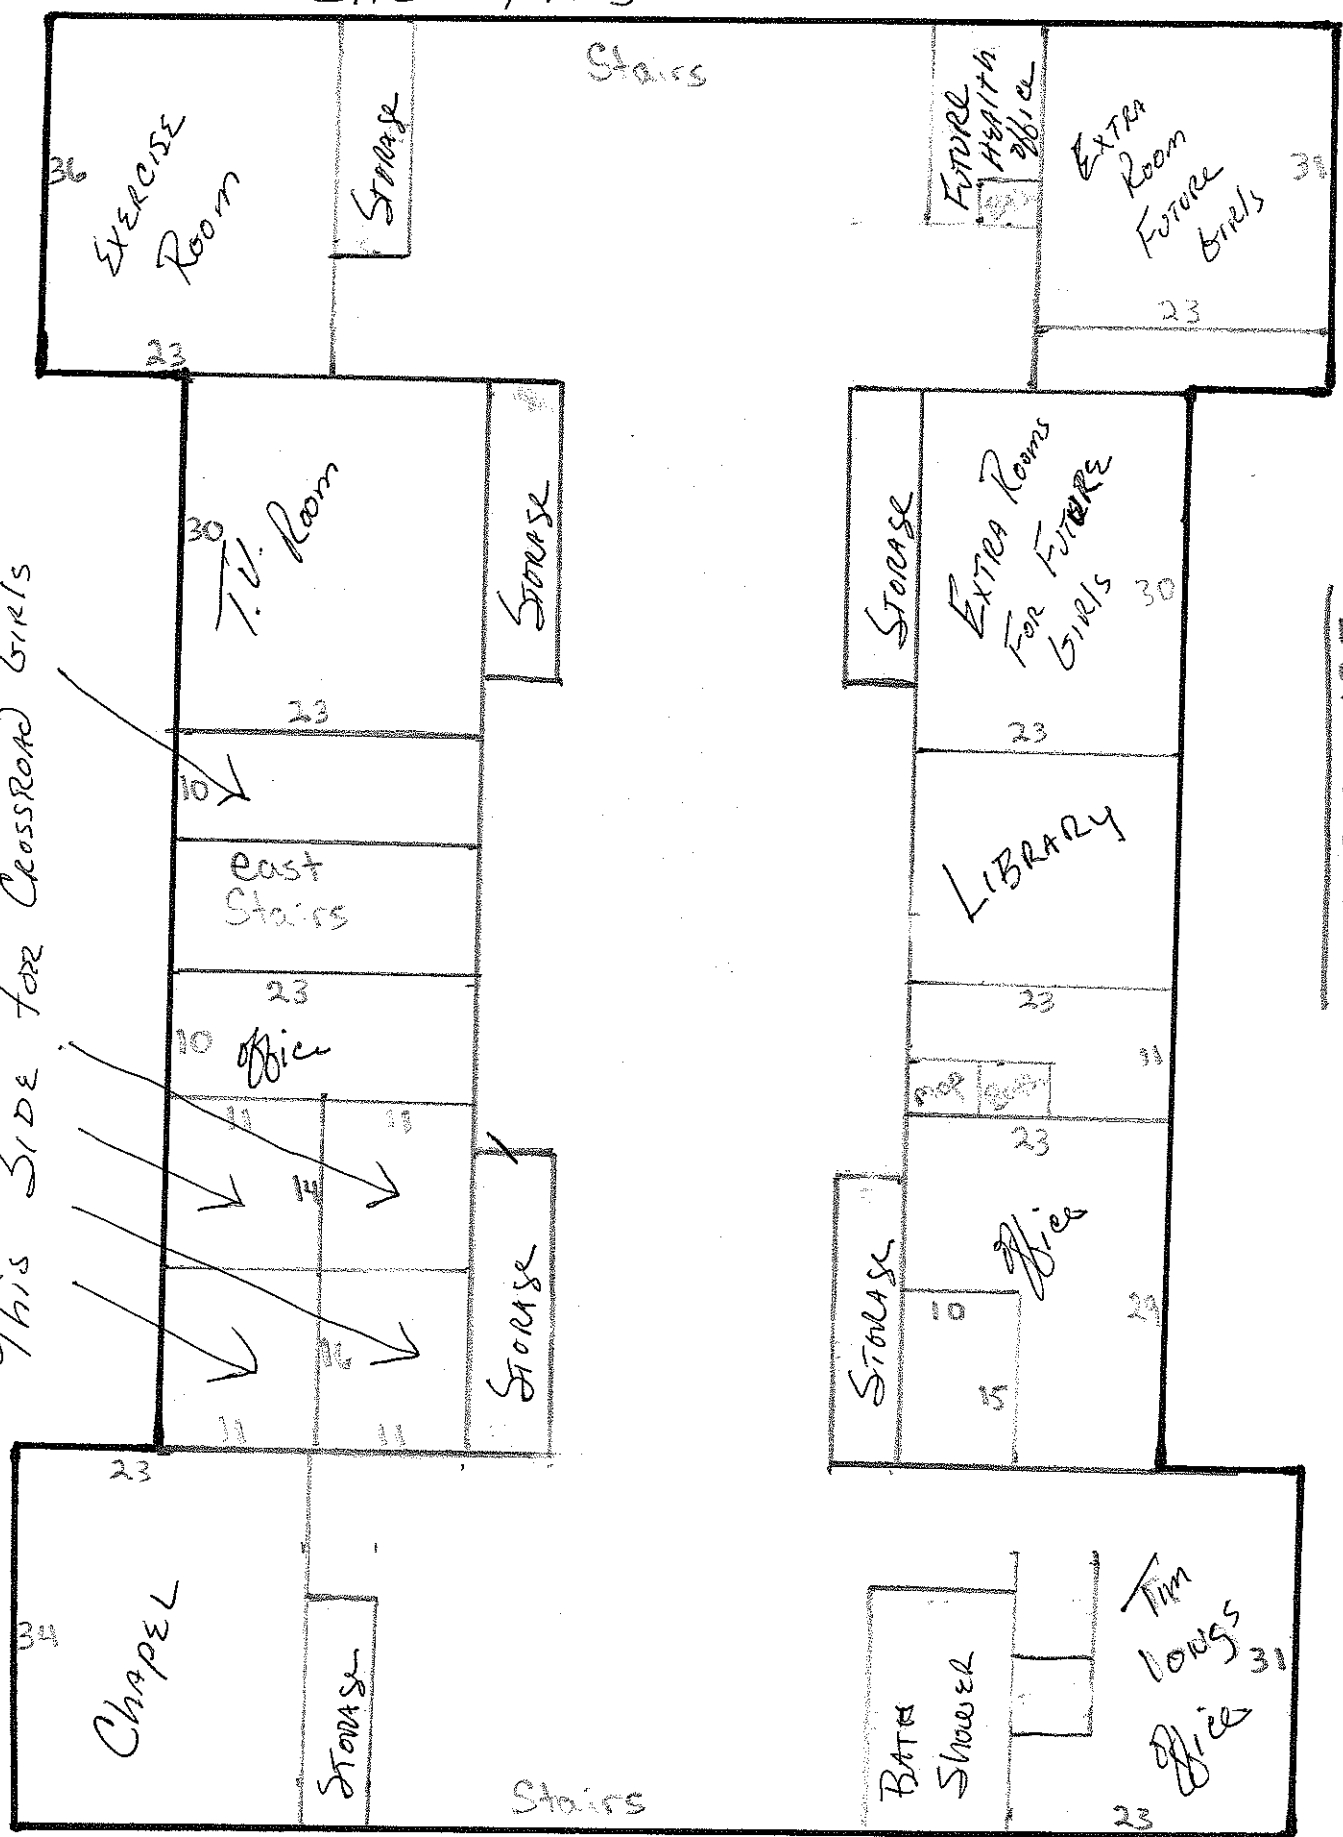 Stairs
EXERCISE
Room
36
23
STORAGE
FUTURE
HEALTH
office
EXTRA
Room
FUTURE
GIRLS
31
23
This SIDE FOR CROSSROAD GIRLS
30
T.V. Room
23
STORAGE
STORAGE
EXTRA Rooms
FOR FUTURE
GIRLS
30
23
10
east
Stairs
LIBRARY
23
10
office
23
11
mop
11
11
14
23
office
STORAGE
STORAGE
10
15
29
16
11
11
23
34
CHAPEL
STORAGE
Stairs
BATH
Shower
Tim
Longs
office
31
23